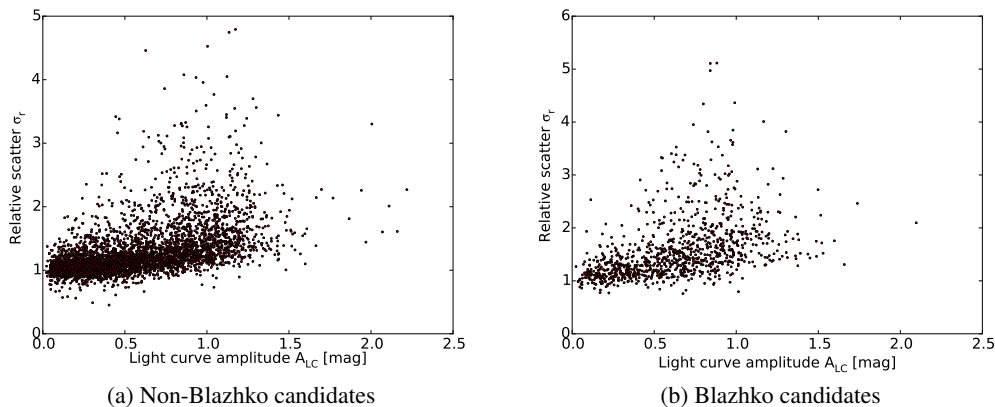 5
4
3
2
1
0
0.0 0.5 1.0 1.5 2.0 2.5
Relative scatter σr
Light curve amplitude ALC [mag]
(a) Non-Blazhko candidates
6
5
4
3
2
1
0
0.0 0.5 1.0 1.5 2.0 2.5
Relative scatter σr
Light curve amplitude ALC [mag]
(b) Blazhko candidates